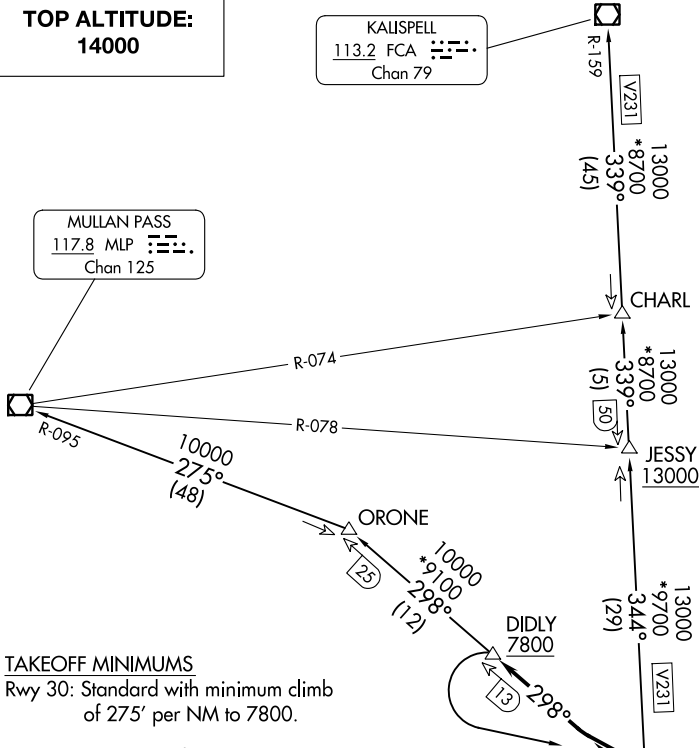 TOP ALTITUDE:
14000
KALISPELL
113.2 FCA
Chan 79
R-159
V231
13000
*8700
339°
(45)
MULLAN PASS
117.8 MLP
Chan 125
CHARL
R-074
13000
*8700
339°
(5)
R-078
50
R-095
JESSY
13000
10000
275°
(48)
ORONE
25
10000
*9100
298°
(12)
13000
*9700
344°
(29)
DIDLY
7800
TAKEOFF MINIMUMS
Rwy 30: Standard with minimum climb
of 275' per NM to 7800.
13
298°
V231